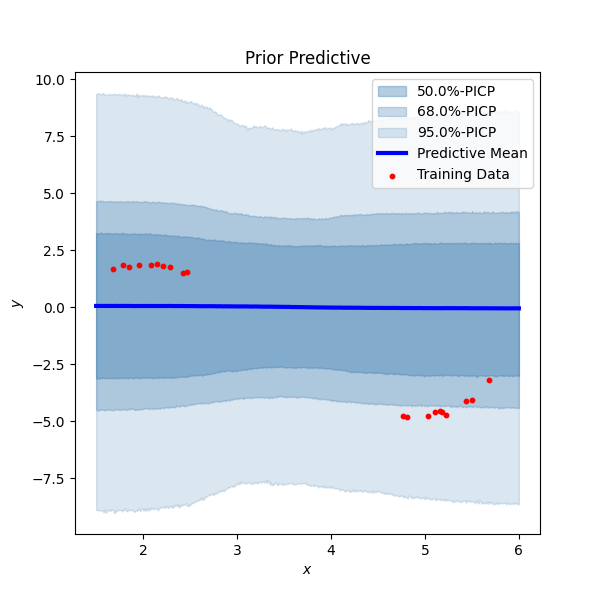 Prior Predictive
10.0
7.5
5.0
2.5
0.0
−2.5
−5.0
−7.5
y
50.0%-PICP
68.0%-PICP
95.0%-PICP
Predictive Mean
Training Data
2
3
4
5
6
x